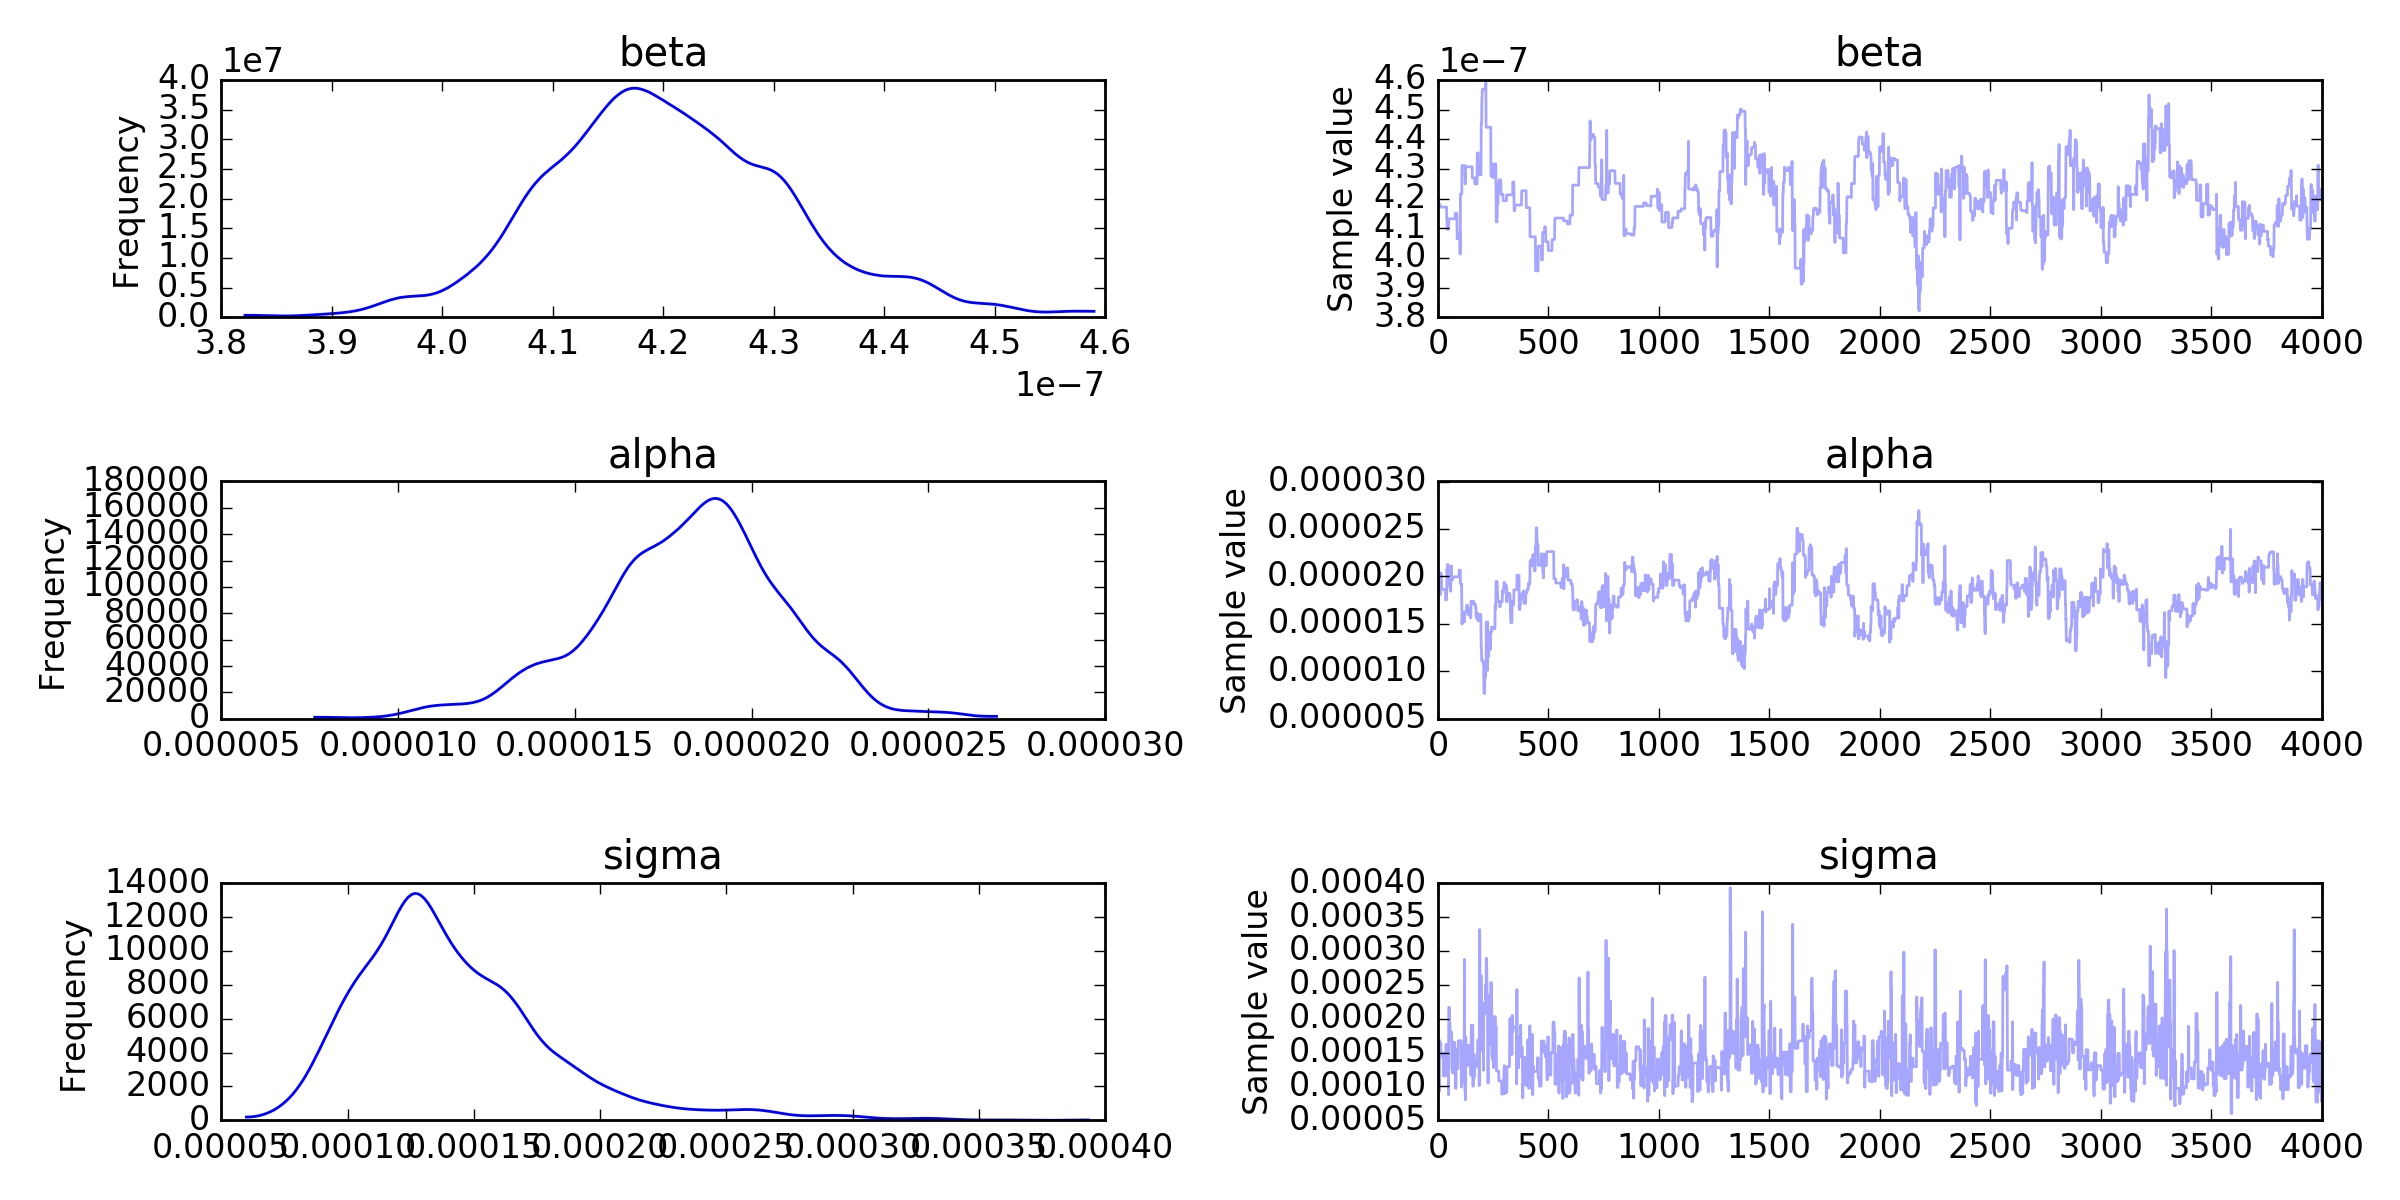 beta
1e7
4.0
3.5
3.0
2.5
2.0
1.5
1.0
0.5
0.0
Frequency
3.8 3.9 4.0 4.1 4.2 4.3 4.4 4.5 4.6
1e−7
beta
1e−7
4.6
4.5
4.4
4.3
4.2
4.1
4.0
3.9
3.8
Sample value
0 500 1000 1500 2000 2500 3000 3500 4000
alpha
180000
160000
140000
120000
100000
80000
60000
40000
20000
0
Frequency
0.000005 0.000010 0.000015 0.000020 0.000025 0.000030
alpha
0.000030
0.000025
0.000020
0.000015
0.000010
0.000005
Sample value
0 500 1000 1500 2000 2500 3000 3500 4000
sigma
14000
12000
10000
8000
6000
4000
2000
0
Frequency
0.00005 0.00010 0.00015 0.00020 0.00025 0.00030 0.00035 0.00040
sigma
0.00040
0.00035
0.00030
0.00025
0.00020
0.00015
0.00010
0.00005
Sample value
0 500 1000 1500 2000 2500 3000 3500 4000